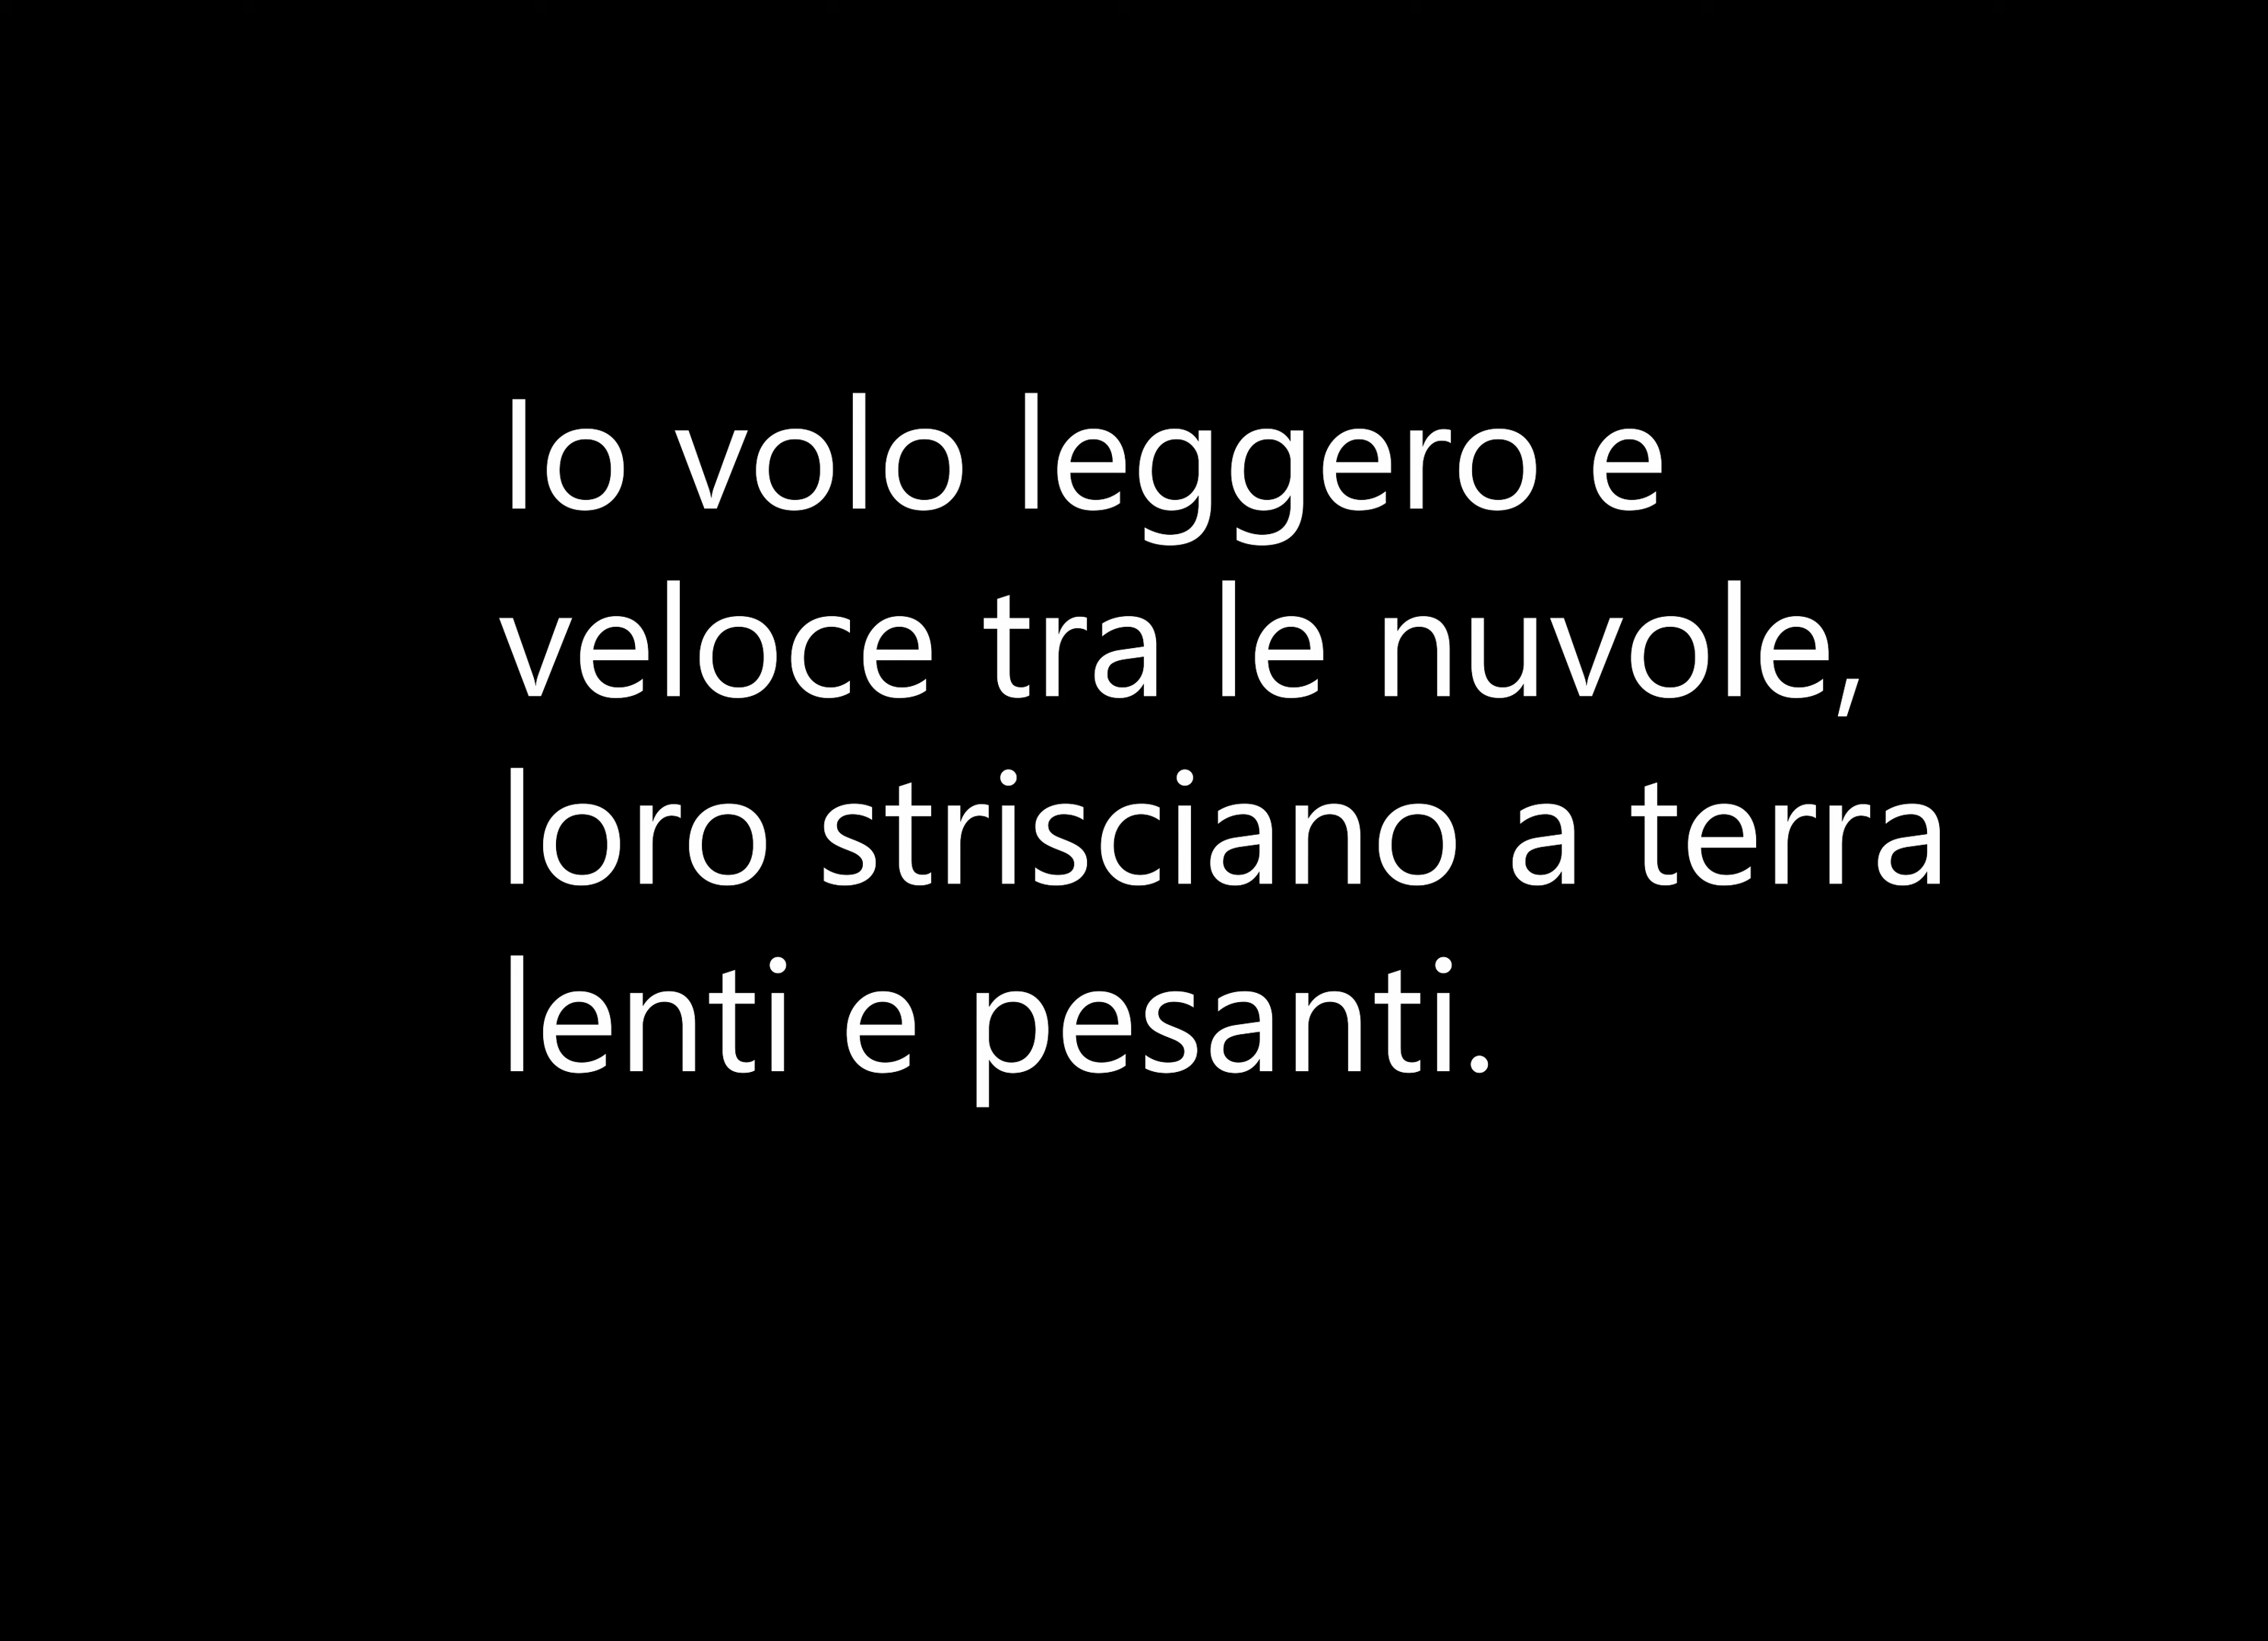 Io volo leggero e
veloce tra le nuvole,
loro strisciano a terra
lenti e pesanti.